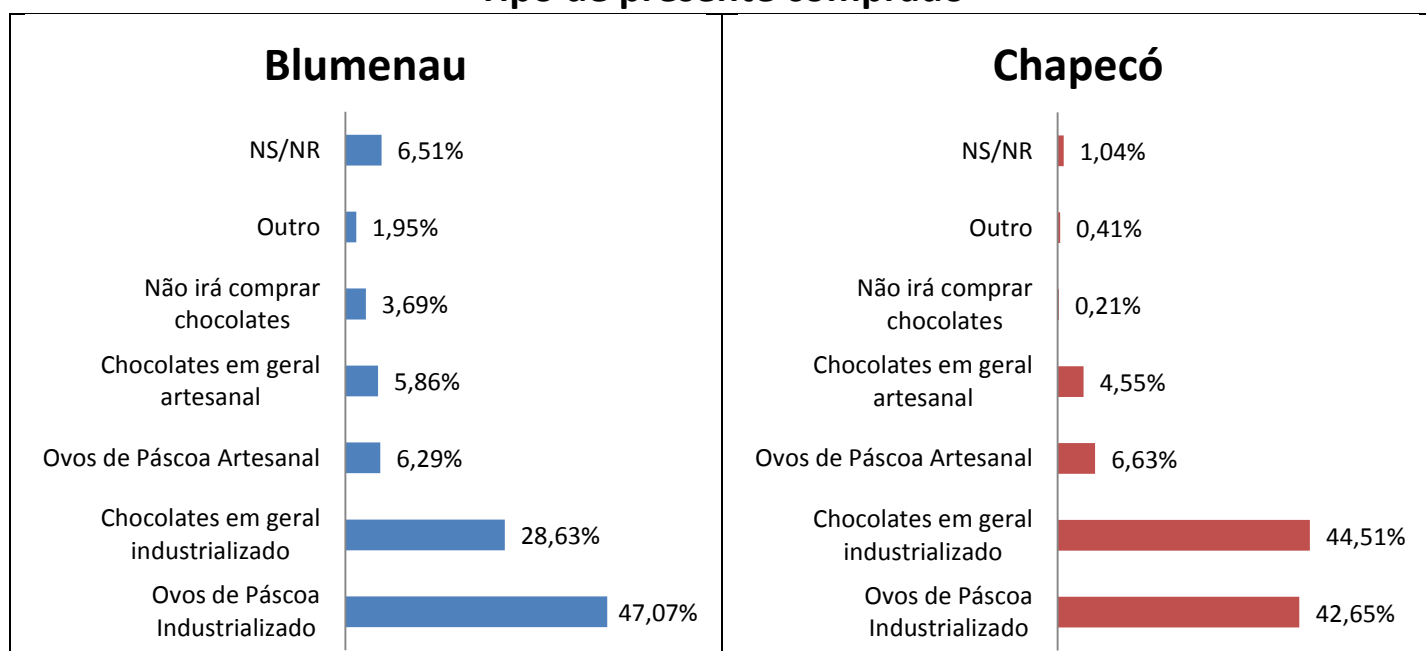 Tipo de presente comprado
Blumenau
NS/NR
6,51%
Outro
1,95%
Não irá comprar
chocolates
3,69%
Chocolates em geral
artesanal
5,86%
Ovos de Páscoa Artesanal
6,29%
Chocolates em geral
industrializado
28,63%
Ovos de Páscoa
Industrializado
47,07%
Chapecó
NS/NR
1,04%
Outro
0,41%
Não irá comprar
chocolates
0,21%
Chocolates em geral
artesanal
4,55%
Ovos de Páscoa Artesanal
6,63%
Chocolates em geral
industrializado
44,51%
Ovos de Páscoa
Industrializado
42,65%